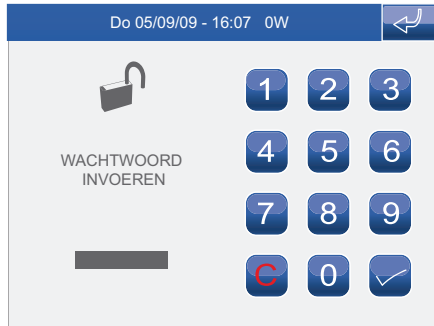 Do 05/09/09 - 16:07 0W
1 2 3
WACHTWOORD
INVOEREN
4 5 6
7 8 9
C 0